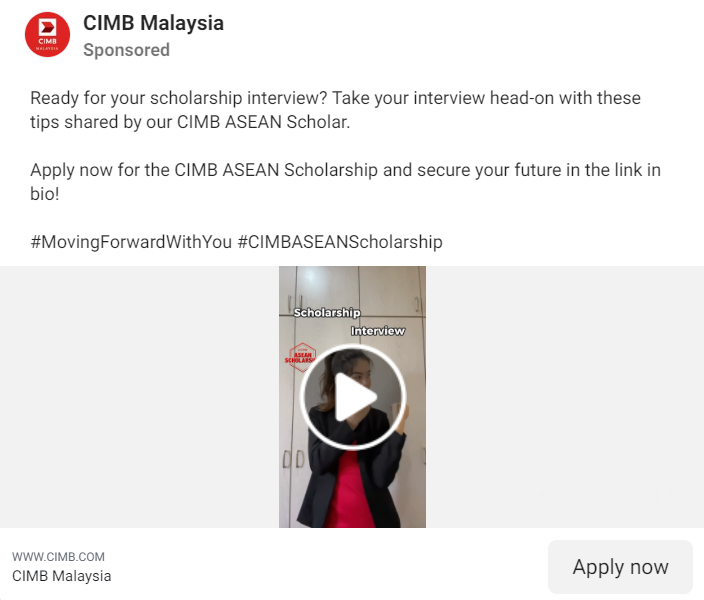 CIMB Malaysia
Sponsored
CIMB
MALAYSIA
Ready for your scholarship interview? Take your interview head-on with these
tips shared by our CIMB ASEAN Scholar.
Apply now for the CIMB ASEAN Scholarship and secure your future in the link in
bio!
#MovingForwardWithYou #CIMBASEANScholarship
Scholarship
Interview
ASEAN
WWW.CIMB.COM
CIMB Malaysia
Apply now